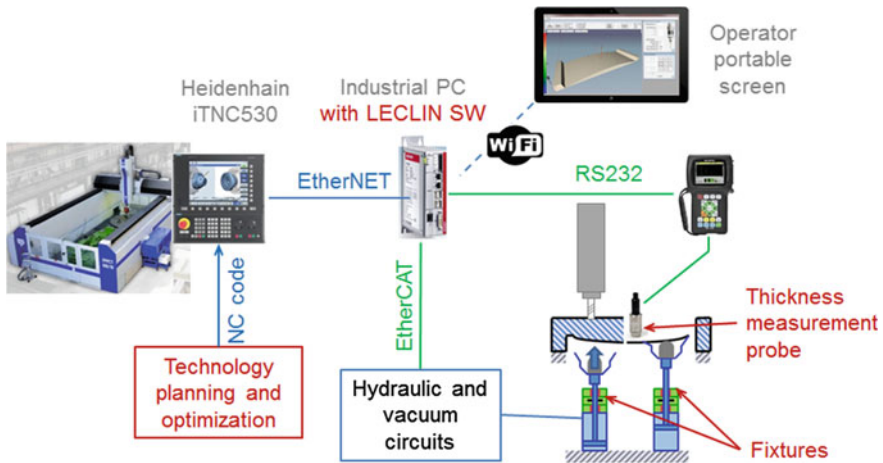 Operator
portable
screen
Heidenhain
iTNC530
Industrial PC
with LECLIN SW
WiFi
EtherNET
RS232
NC code
EtherCAT
Thickness
measurement
probe
Technology
planning and
optimization
Hydraulic and
vacuum
circuits
Fixtures